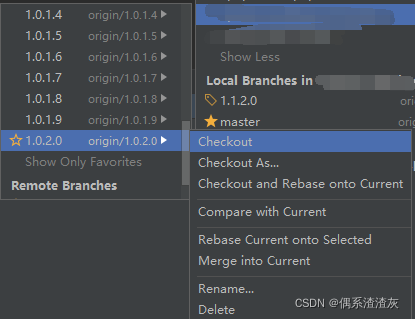 1.0.1.4 origin/1.0.1.4
1.0.1.5 origin/1.0.1.5
1.0.1.6 origin/1.0.1.6
1.0.1.7 origin/1.0.1.7
1.0.1.8 origin/1.0.1.8
1.0.1.9 origin/1.0.1.9
1.0.2.0 origin/1.0.2.0
Show Only Favorites
Remote Branches
Show Less
Local Branches in
1.1.2.0 ori
master
Checkout
Checkout As...
Checkout and Rebase onto Current
Compare with Current
Rebase Current onto Selected
Merge into Current
Rename...
Delete
CSDN @偶系渣渣灰